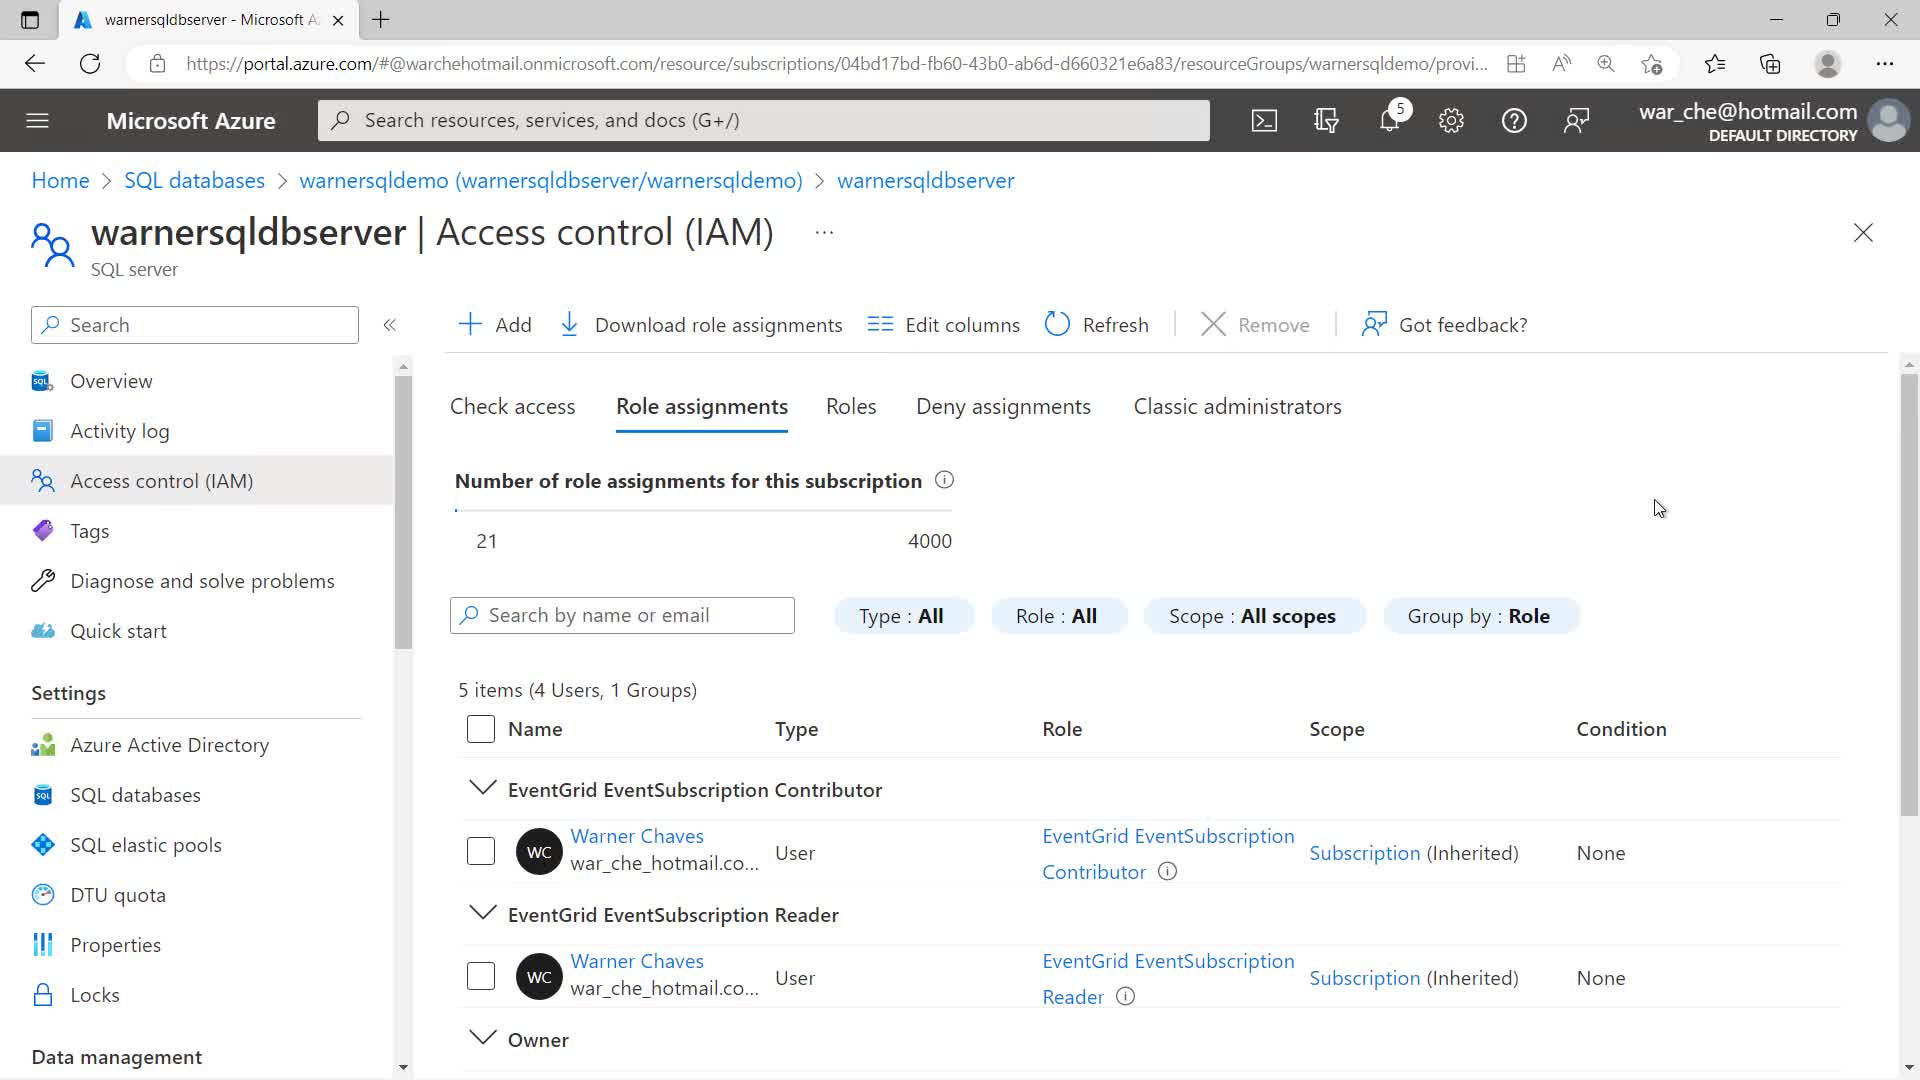 warnersqldbserver - Microsoft A
https://portal.azure.com/#@warchehotmail.onmicrosoft.com/resource/subscriptions/04bd17bd-fb60-43b0-ab6d-d660321e6a83/resourceGroups/warnersqldemo/provi...
Microsoft Azure
Search resources, services, and docs (G+/)
5
war_che@hotmail.com
DEFAULT DIRECTORY
Home > SQL databases > warnersqldemo (warnersqldbserver/warnersqldemo) > warnersqldbserver
warnersqldbserver | Access control (IAM) ...
SQL server
Search
Overview
Activity log
Access control (IAM)
Tags
Diagnose and solve problems
Quick start
Settings
Azure Active Directory
SQL databases
SQL elastic pools
DTU quota
Properties
Locks
Data management
Add Download role assignments Edit columns Refresh Remove Got feedback?
Check access Role assignments Roles Deny assignments Classic administrators
Number of role assignments for this subscription
21 4000
Search by name or email Type : All Role : All Scope : All scopes Group by : Role
5 items (4 Users, 1 Groups)
Name Type Role Scope Condition
EventGrid EventSubscription Contributor
WC Warner Chaves
war_che_hotmail.co... User EventGrid EventSubscription Contributor Subscription (Inherited) None
EventGrid EventSubscription Reader
WC Warner Chaves
war_che_hotmail.co... User EventGrid EventSubscription Reader Subscription (Inherited) None
Owner